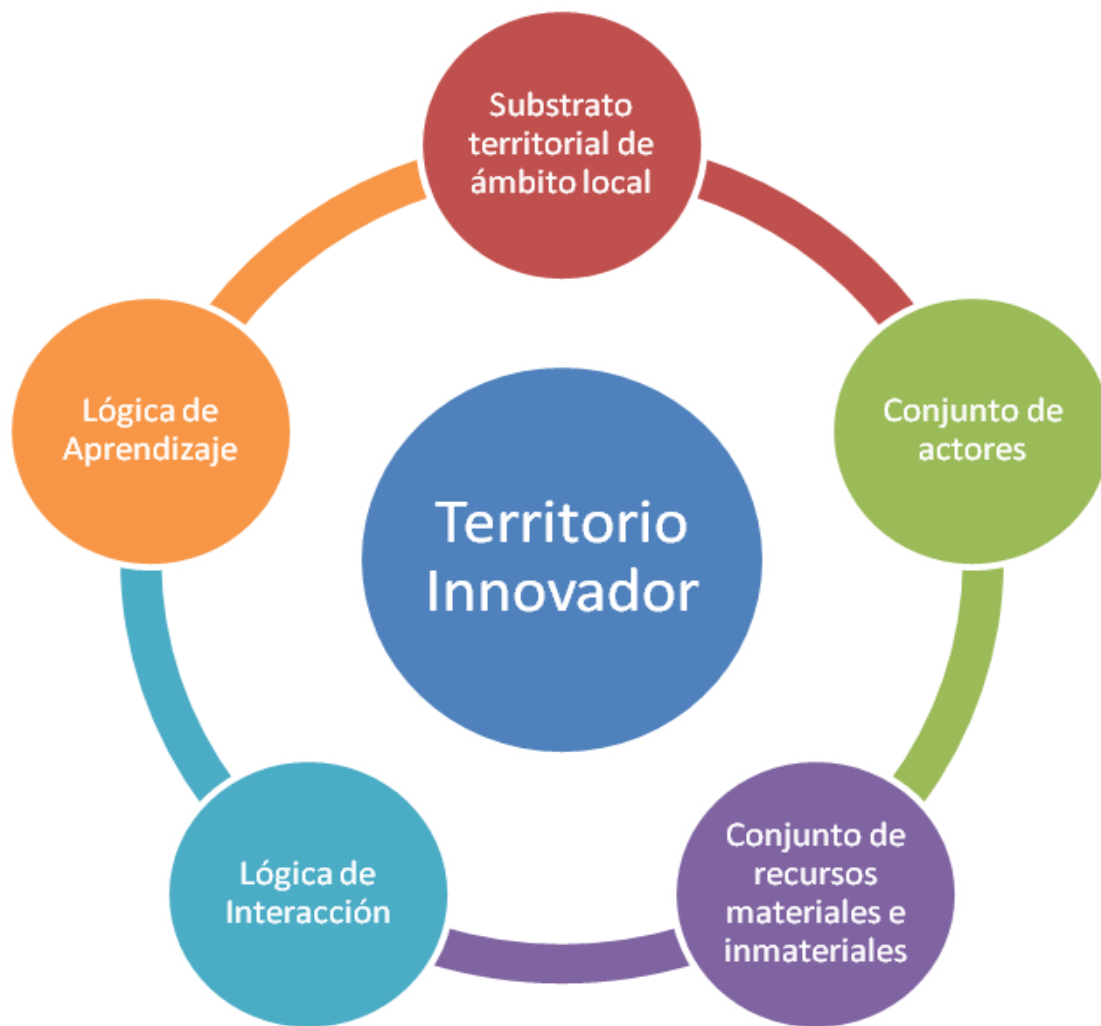 Substrato
territorial de
ámbito local
Conjunto de
actores
Conjunto de
recursos
materiales e
inmateriales
Lógica de
Interacción
Lógica de
Aprendizaje
Territorio
Innovador